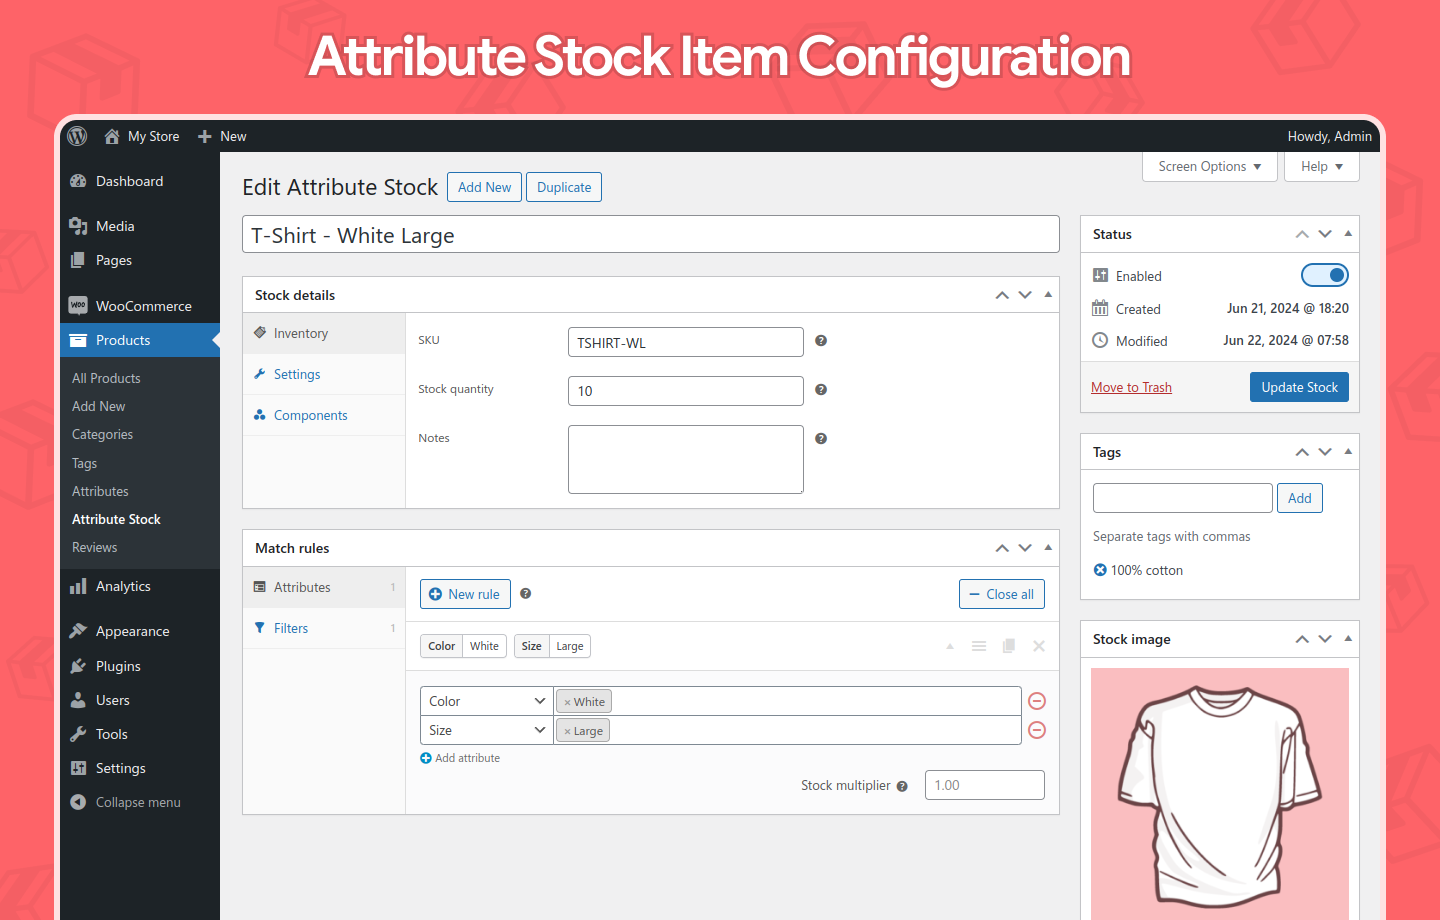 Attribute Stock Item Configuration
My Store
New
Howdy, Admin
Dashboard
Media
Pages
WOO
WooCommerce
Products
All Products
Add New
Categories
Tags
Attributes
Attribute Stock
Reviews
Analytics
Appearance
Plugins
Users
Tools
Settings
Collapse menu
Screen Options
Help
Edit Attribute Stock
Add New
Duplicate
T-Shirt - White Large
Stock details
Inventory
Settings
Components
SKU
TSHIRT-WL
Stock quantity
10
Notes
Match rules
Attributes 1
Filters 1
New rule
Close all
Color White Size Large
Color × White
Size × Large
Add attribute
Stock multiplier 1.00
Status
Enabled
Created Jun 21, 2024 @ 18:20
Modified Jun 22, 2024 @ 07:58
Move to Trash
Update Stock
Tags
Add
Separate tags with commas
100% cotton
Stock image